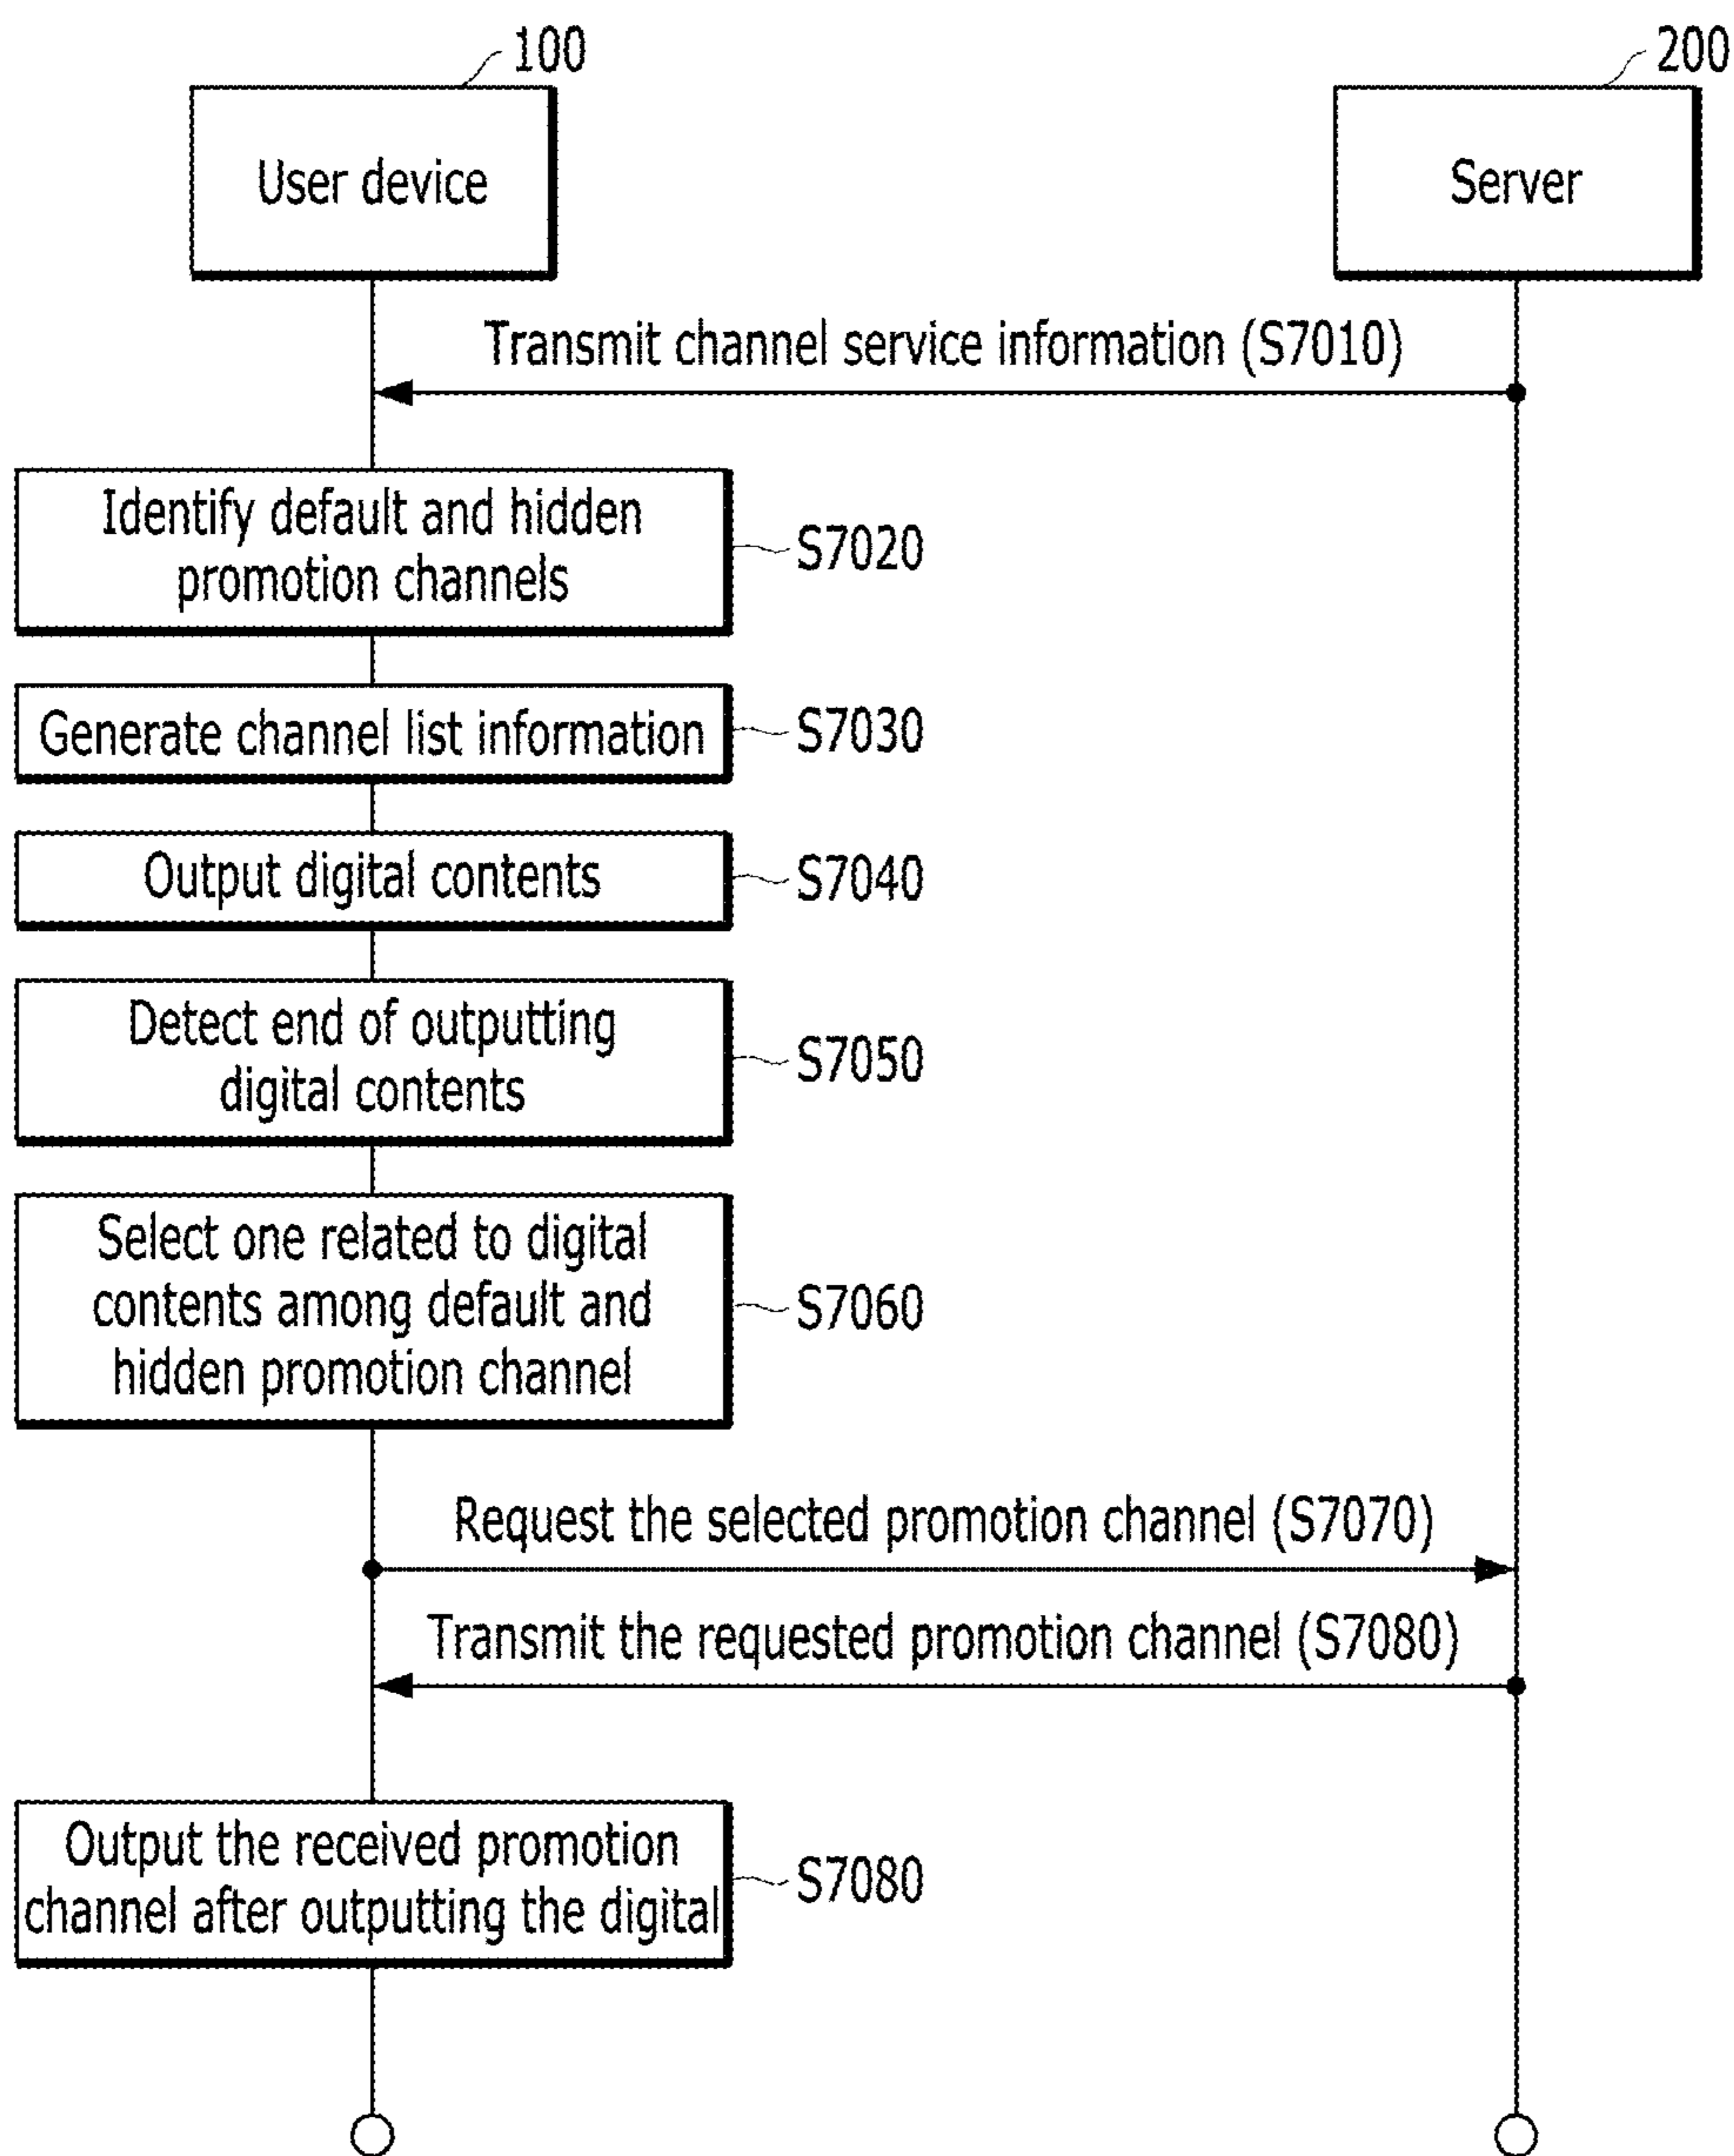 100
200
User device
Server
Transmit channel service information (S7010)
Identify default and hidden
promotion channels
S7020
Generate channel list information
S7030
Output digital contents
S7040
Detect end of outputting
digital contents
S7050
Select one related to digital
contents among default and
hidden promotion channel
S7060
Request the selected promotion channel (S7070)
Transmit the requested promotion channel (S7080)
Output the received promotion
channel after outputting the digital
S7080